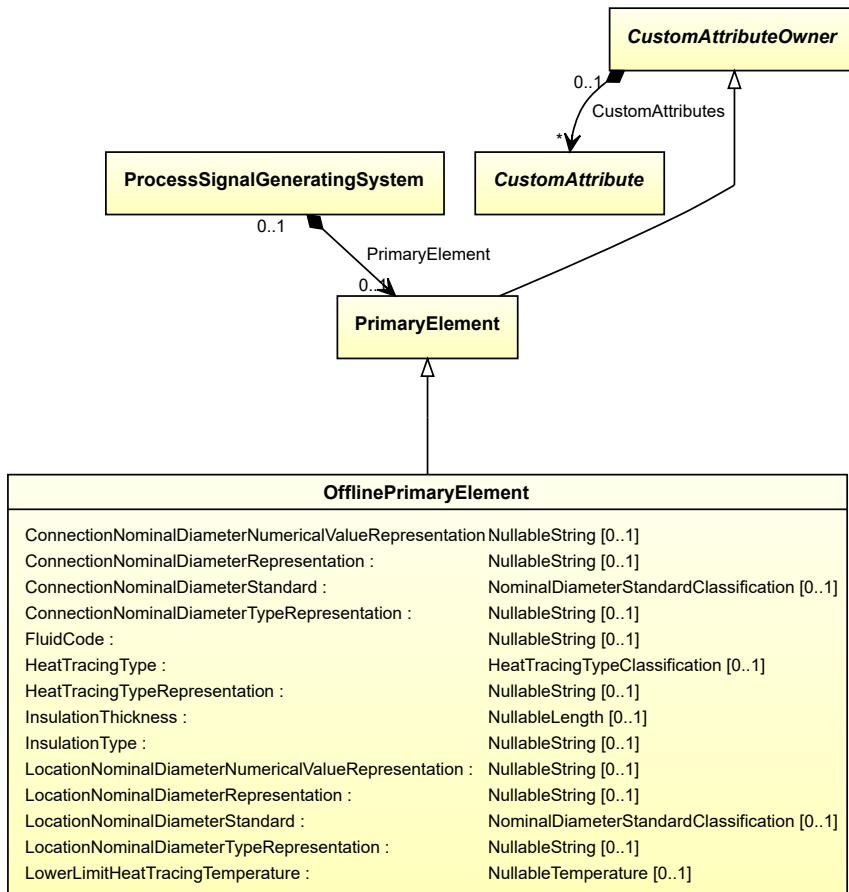 CustomAttributeOwner
0..1
CustomAttributes
*
ProcessSignalGeneratingSystem
CustomAttribute
0..1
PrimaryElement
0..1
PrimaryElement
OfflinePrimaryElement
ConnectionNominalDiameterNumericalValueRepresentation NullableString [0..1]
ConnectionNominalDiameterRepresentation : NullableString [0..1]
ConnectionNominalDiameterStandard : NominalDiameterStandardClassification [0..1]
ConnectionNominalDiameterTypeRepresentation : NullableString [0..1]
FluidCode : NullableString [0..1]
HeatTracingType : HeatTracingTypeClassification [0..1]
HeatTracingTypeRepresentation : NullableString [0..1]
InsulationThickness : NullableLength [0..1]
InsulationType : NullableString [0..1]
LocationNominalDiameterNumericalValueRepresentation : NullableString [0..1]
LocationNominalDiameterRepresentation : NullableString [0..1]
LocationNominalDiameterStandard : NominalDiameterStandardClassification [0..1]
LocationNominalDiameterTypeRepresentation : NullableString [0..1]
LowerLimitHeatTracingTemperature : NullableTemperature [0..1]